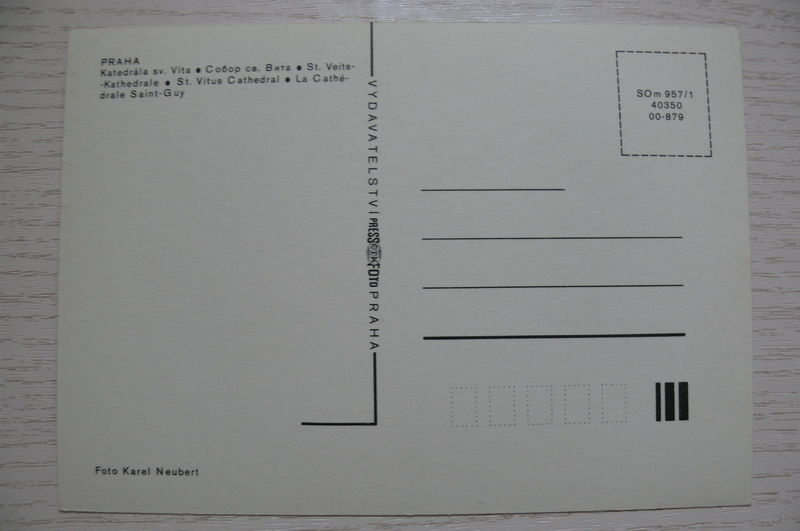 PRAHA
Katedrála sv. Víta ● Собор св. Вита ● St. Veits-
-Kathedrale ● St. Vitus Cathedral ● La Cathé-
drale Saint-Guy
VYDAVATELSTVÍ PRESSFOTO PRAHA
ČTK
SOm 957/1
40350
00-879
Foto Karel Neubert